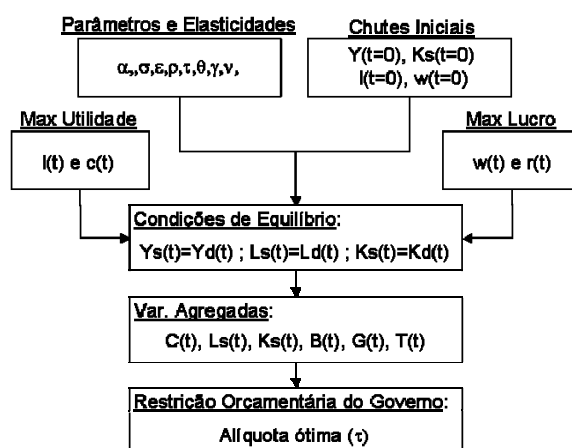 Parâmetros e Elasticidades
α,,σ,ε,ρ,τ,θ,γ,ν,
Chutes Iniciais
Y(t=0), Ks(t=0)
l(t=0), w(t=0)
Max Utilidade
l(t) e c(t)
Max Lucro
w(t) e r(t)
Condições de Equilíbrio:
Ys(t)=Yd(t) ; Ls(t)=Ld(t) ; Ks(t)=Kd(t)
Var. Agregadas:
C(t), Ls(t), Ks(t), B(t), G(t), T(t)
Restrição Orçamentária do Governo:
Alíquota ótima (τ)